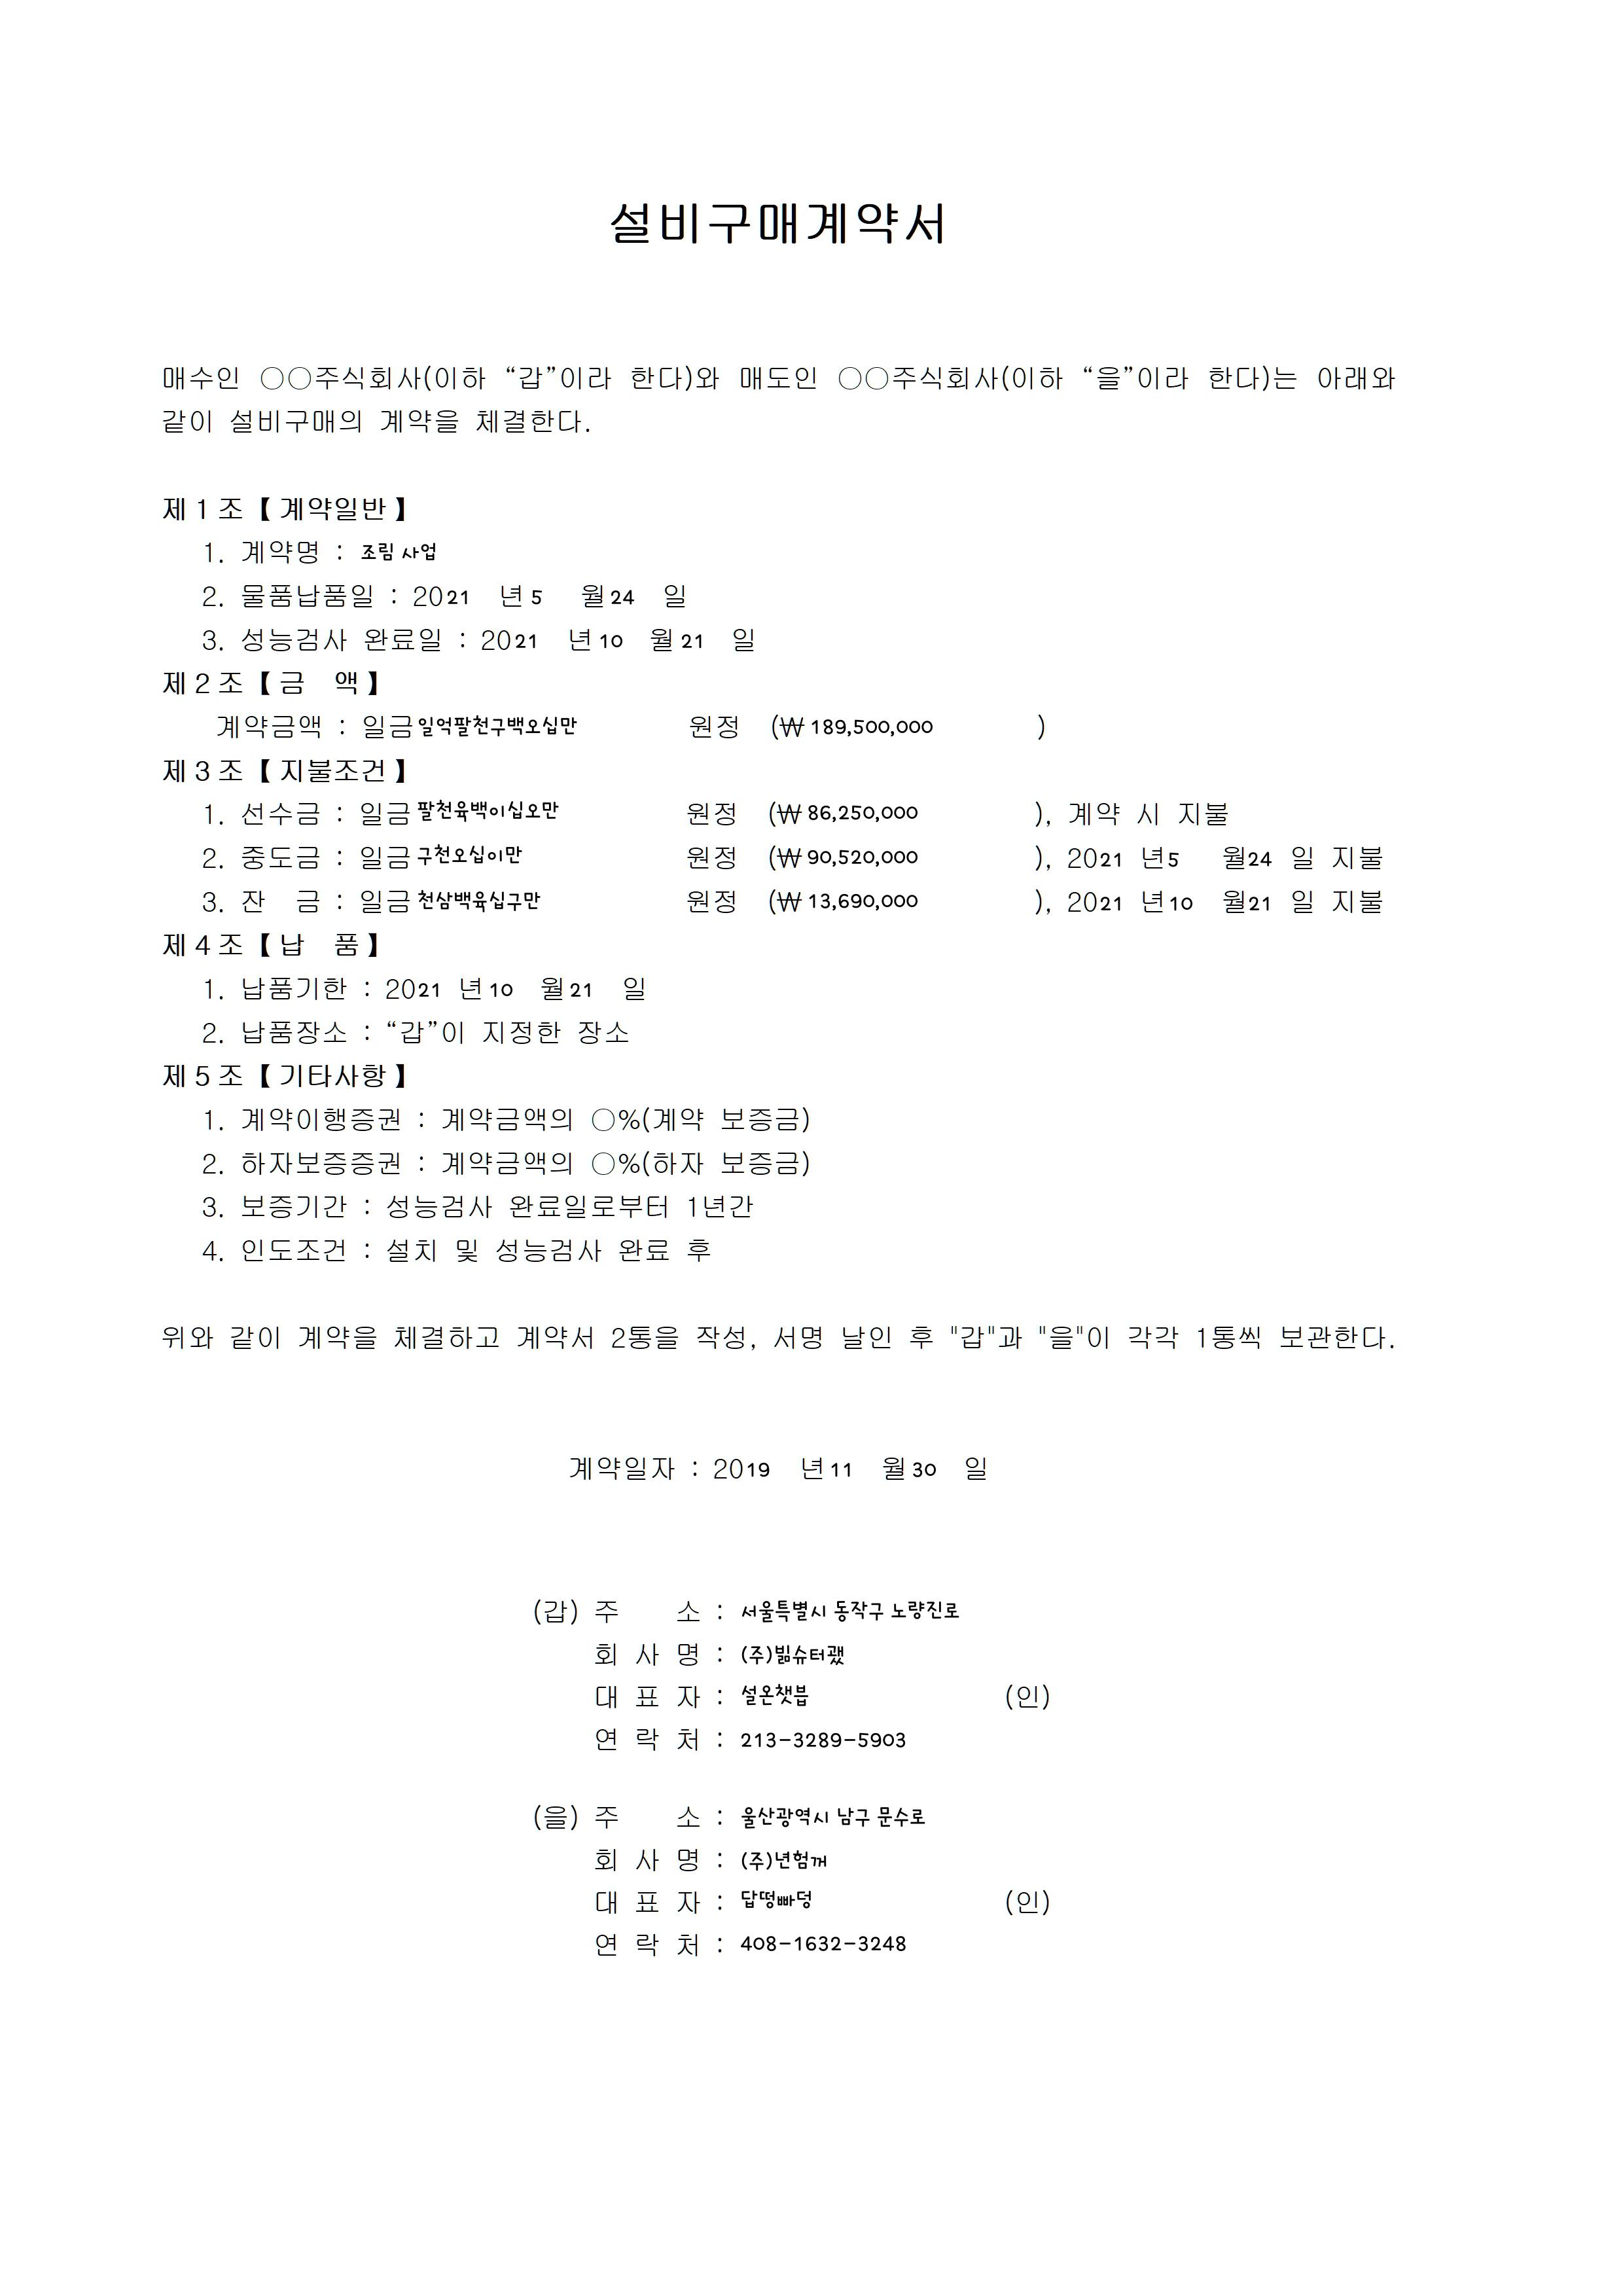 설비구매계약서
매수인 ○○주식회사(이하 “갑”이라 한다)와 매도인 ○○주식회사(이하 “을”이라 한다)는 아래와
같이 설비구매의 계약을 체결한다.
제1조【계약일반】
1. 계약명 : 조림 사업
2. 물품납품일 : 2021 년 5 월 24 일
3. 성능검사 완료일 : 2021 년 10 월 21 일
제2조【금 액】
계약금액 : 일금 일억팔천구백오십만 원정 (₩ 189,500,000 )
제3조【지불조건】
1. 선수금 : 일금 팔천육백이십오만 원정 (₩ 86,250,000 ), 계약 시 지불
2. 중도금 : 일금 구천오십이만 원정 (₩ 90,520,000 ), 2021 년 5 월 24 일 지불
3. 잔 금 : 일금 천삼백육십구만 원정 (₩ 13,690,000 ), 2021 년 10 월 21 일 지불
제4조【납 품】
1. 납품기한 : 2021 년 10 월 21 일
2. 납품장소 : “갑”이 지정한 장소
제5조【기타사항】
1. 계약이행증권 : 계약금액의 ○%(계약 보증금)
2. 하자보증증권 : 계약금액의 ○%(하자 보증금)
3. 보증기간 : 성능검사 완료일로부터 1년간
4. 인도조건 : 설치 및 성능검사 완료 후
위와 같이 계약을 체결하고 계약서 2통을 작성, 서명 날인 후 "갑"과 "을"이 각각 1통씩 보관한다.
계약일자 : 2019 년 11 월 30 일
(갑) 주 소 : 서울특별시 동작구 노량진로
회 사 명 :
대 표 자 : 설온챗븝 (인)
연 락 처 : 213-3289-5903
(을) 주 소 : 울산광역시 남구 문수로
회 사 명 :
대 표 자 : 답떵빠덩 (인)
연 락 처 : 408-1632-3248